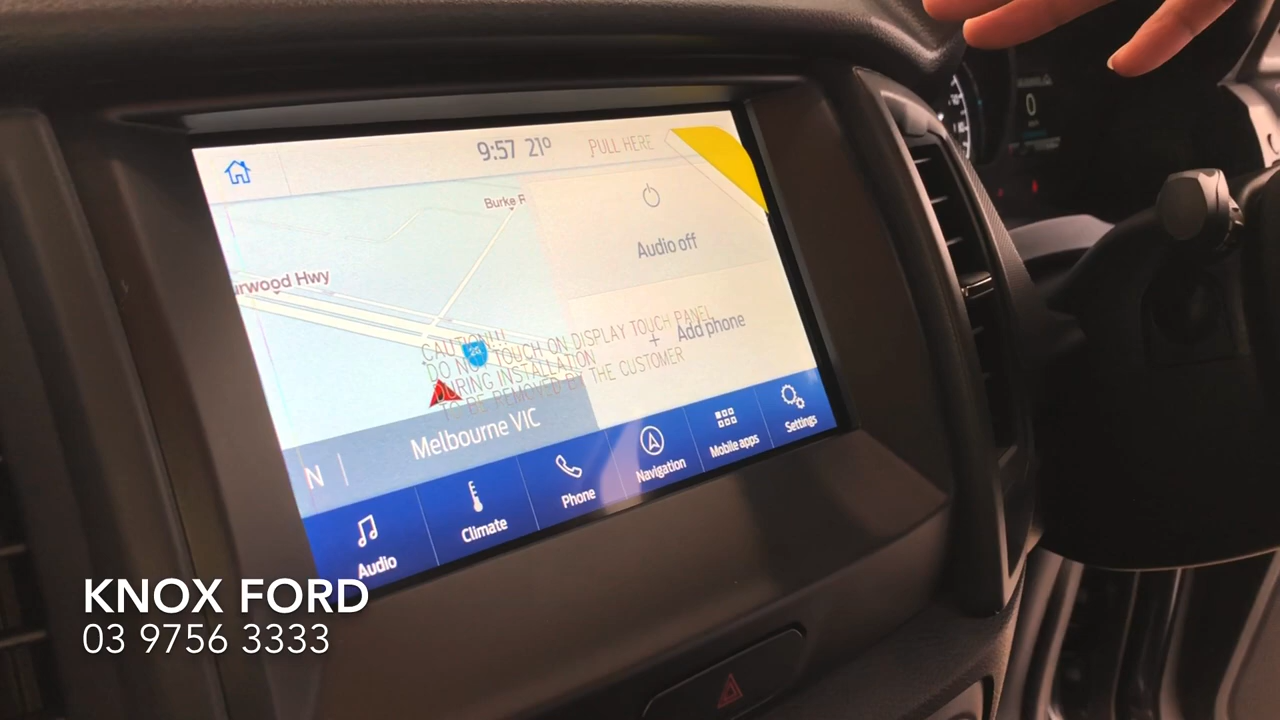 9:57 21°
PULL HERE
Burke R
urwood Hwy
Audio off
CAUTION!!!
DO NOT TOUCH ON DISPLAY TOUCH PANEL
DURING INSTALLATION
TO BE REMOVED BY THE CUSTOMER
+ Add phone
26
Melbourne VIC
N
Audio
Climate
Phone
Navigation
Mobile apps
Settings
0
KNOX FORD
03 9756 3333